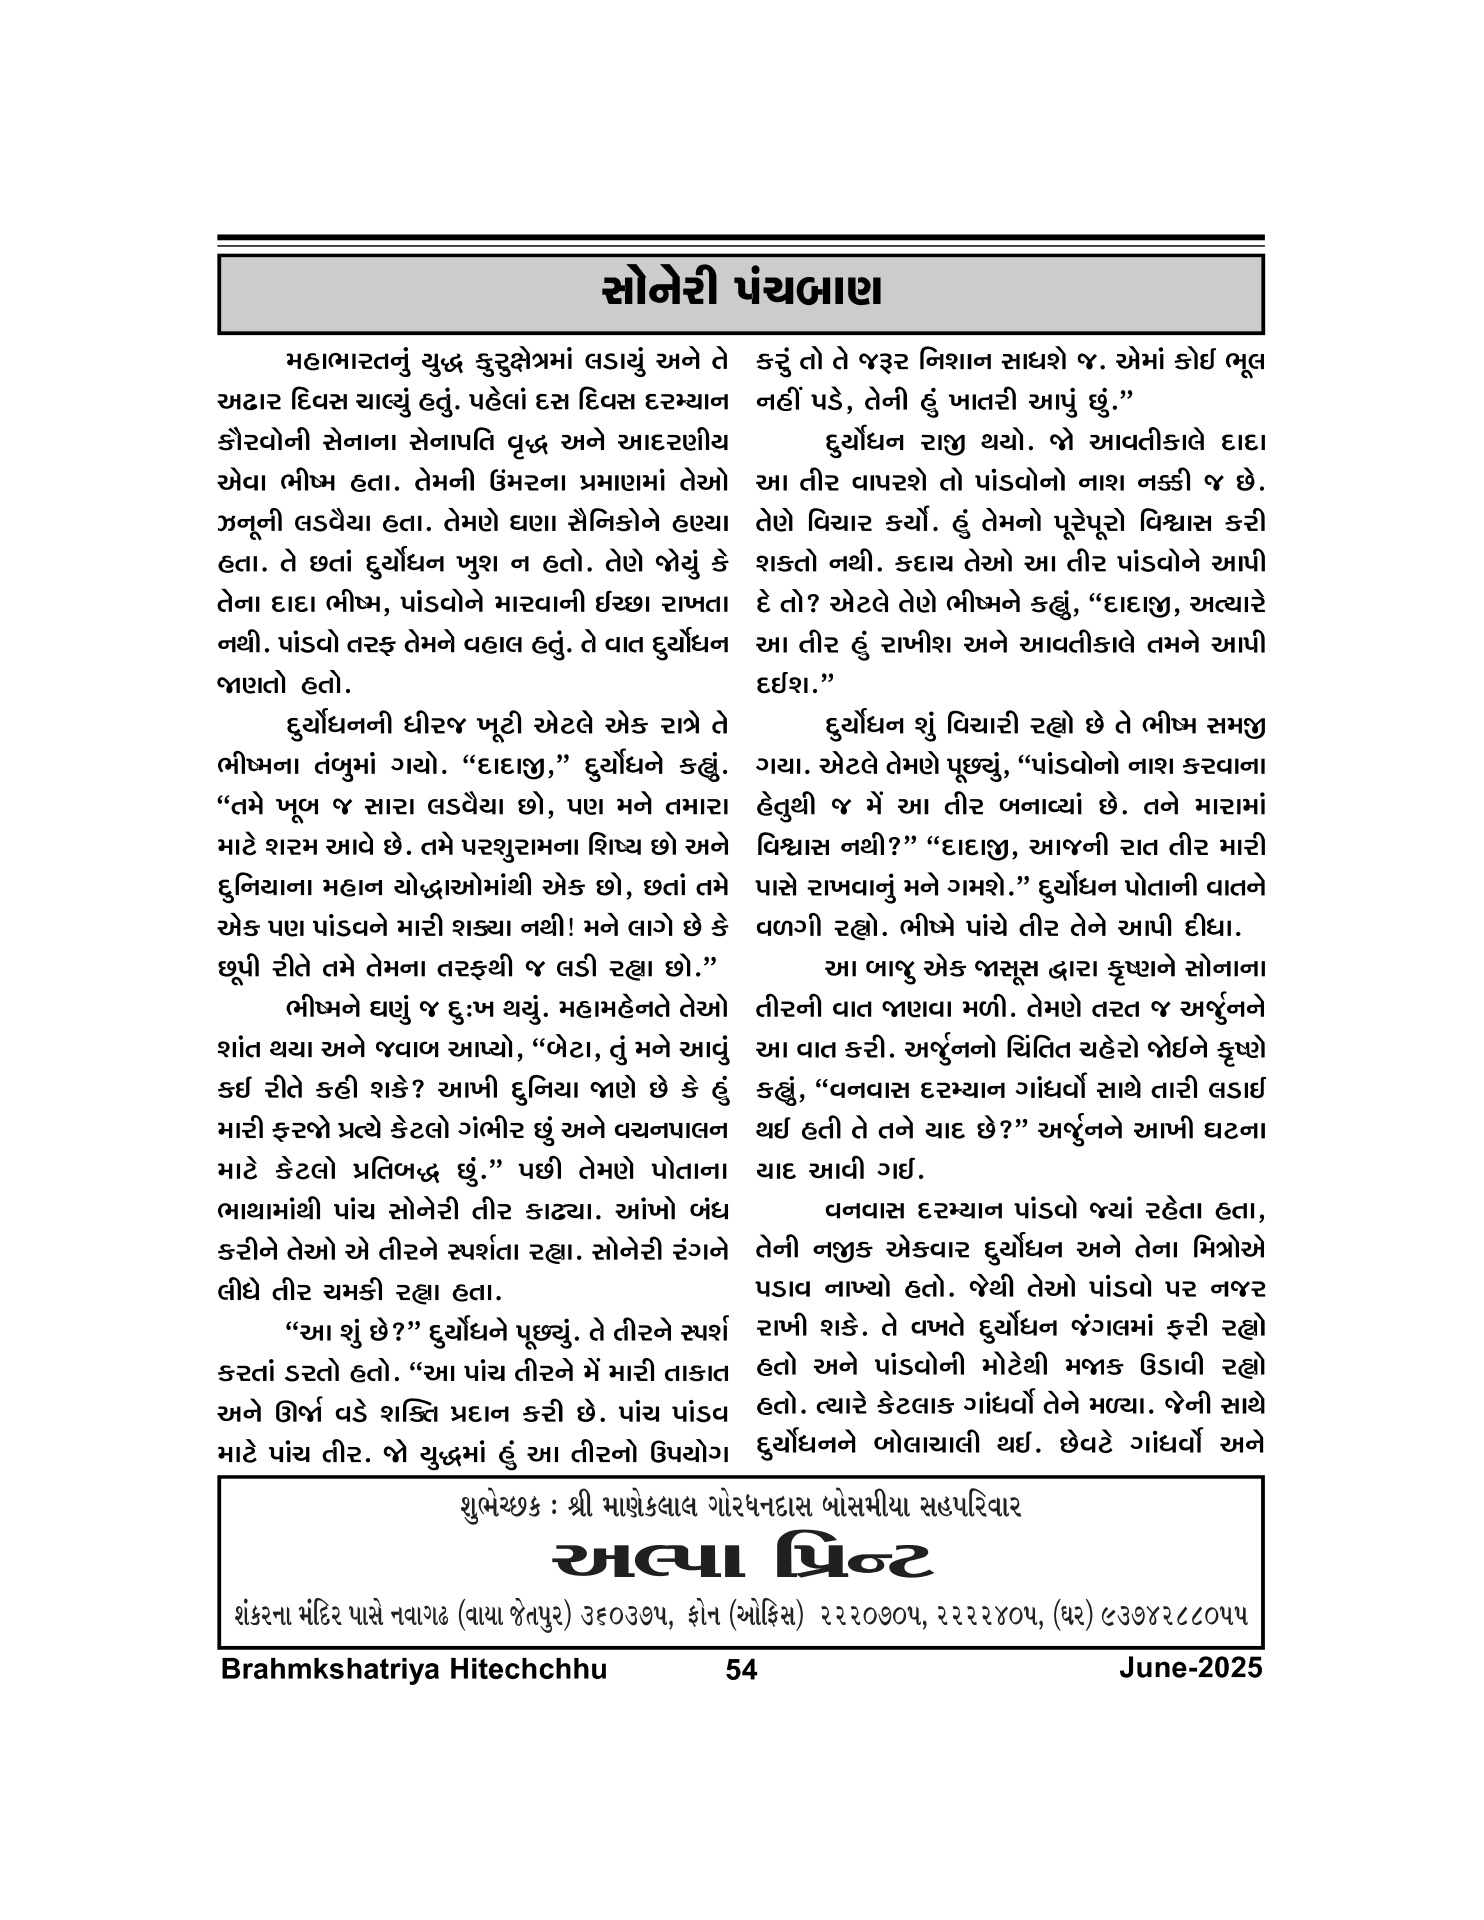 સોનેરી પંચબાણ
મહાભારતનું યુદ્ધ કુરુક્ષેત્રમાં લડાયું અને તે
અઢાર દિવસ ચાલ્યું હતું. પહેલાં દસ દિવસ દરમ્યાન
કૌરવોની સેનાના સેનાપતિ વૃદ્ધ અને આદરણીય
એવા ભીષ્મ હતા. તેમની ઉંમરના પ્રમાણમાં તેઓ
ઝનૂની લડવૈયા હતા. તેમણે ઘણા સૈનિકોને હણ્યા
હતા. તે છતાં દુર્યોધન ખુશ ન હતો. તેણે જોયું કે
તેના દાદા ભીષ્મ, પાંડવોને મારવાની ઈચ્છા રાખતા
નથી. પાંડવો તરફ તેમને વહાલ હતું. તે વાત દુર્યોધન
જાણતો હતો.
દુર્યોધનની ધીરજ ખૂટી એટલે એક રાત્રે તે
ભીષ્મના તંબુમાં ગયો. “દાદાજી,” દુર્યોધને કહ્યું.
“તમે ખૂબ જ સારા લડવૈયા છો, પણ મને તમારા
માટે શરમ આવે છે. તમે પરશુરામના શિષ્ય છો અને
દુનિયાના મહાન યોદ્ધાઓમાંથી એક છો, છતાં તમે
એક પણ પાંડવને મારી શક્યા નથી! મને લાગે છે કે
છૂપી રીતે તમે તેમના તરફથી જ લડી રહ્યા છો.”
ભીષ્મને ઘણું જ દુઃખ થયું. મહામહેનતે તેઓ
શાંત થયા અને જવાબ આપ્યો, “બેટા, તું મને આવું
કઈ રીતે કહી શકે? આખી દુનિયા જાણે છે કે હું
મારી ફરજો પ્રત્યે કેટલો ગંભીર છું અને વચનપાલન
માટે કેટલો પ્રતિબદ્ધ છું.” પછી તેમણે પોતાના
ભાથામાંથી પાંચ સોનેરી તીર કાઢ્યા. આંખો બંધ
કરીને તેઓ એ તીરને સ્પર્શતા રહ્યા. સોનેરી રંગને
લીધે તીર ચમકી રહ્યા હતા.
“આ શું છે?” દુર્યોધને પૂછ્યું. તે તીરને સ્પર્શ
કરતાં ડરતો હતો. “આ પાંચ તીરને મેં મારી તાકાત
અને ઊર્જા વડે શક્તિ પ્રદાન કરી છે. પાંચ પાંડવ
માટે પાંચ તીર. જો યુદ્ધમાં હું આ તીરનો ઉપયોગ
કરું તો તે જરૂર નિશાન સાધશે જ. એમાં કોઈ ભૂલ
નહીં પડે, તેની હું ખાતરી આપું છું.”
દુર્યોધન રાજી થયો. જો આવતીકાલે દાદા
આ તીર વાપરશે તો પાંડવોનો નાશ નક્કી જ છે.
તેણે વિચાર કર્યો. હું તેમનો પૂરેપૂરો વિશ્વાસ કરી
શકતો નથી. કદાચ તેઓ આ તીર પાંડવોને આપી
દે તો? એટલે તેણે ભીષ્મને કહ્યું, “દાદાજી, અત્યારે
આ તીર હું રાખીશ અને આવતીકાલે તમને આપી
દઈશ.”
દુર્યોધન શું વિચારી રહ્યો છે તે ભીષ્મ સમજી
ગયા. એટલે તેમણે પૂછ્યું, “પાંડવોનો નાશ કરવાના
હેતુથી જ મેં આ તીર બનાવ્યાં છે. તને મારામાં
વિશ્વાસ નથી?” “દાદાજી, આજની રાત તીર મારી
પાસે રાખવાનું મને ગમશે.” દુર્યોધન પોતાની વાતને
વળગી રહ્યો. ભીષ્મે પાંચે તીર તેને આપી દીધા.
આ બાજુ એક જાસૂસ દ્વારા કૃષ્ણને સોનાના
તીરની વાત જાણવા મળી. તેમણે તરત જ અર્જુનને
આ વાત કરી. અર્જુનનો ચિંતિત ચહેરો જોઈને કૃષ્ણે
કહ્યું, “વનવાસ દરમ્યાન ગાંધર્વો સાથે તારી લડાઈ
થઈ હતી તે તને યાદ છે?” અર્જુનને આખી ઘટના
યાદ આવી ગઈ.
વનવાસ દરમ્યાન પાંડવો જ્યાં રહેતા હતા,
તેની નજીક એકવાર દુર્યોધન અને તેના મિત્રોએ
પડાવ નાખ્યો હતો. જેથી તેઓ પાંડવો પર નજર
રાખી શકે. તે વખતે દુર્યોધન જંગલમાં ફરી રહ્યો
હતો અને પાંડવોની મોટેથી મજાક ઉડાવી રહ્યો
હતો. ત્યારે કેટલાક ગાંધર્વો તેને મળ્યા. જેની સાથે
દુર્યોધનને બોલાચાલી થઈ. છેવટે ગાંધર્વો અને
શુભેચ્છક : શ્રી માણેકલાલ ગોરધનદાસ બોસમીયા સહપરિવાર
અલ્પા પ્રિન્ટ
શંકરના મંદિર પાસે નવાગઢ (વાયા જેતપુર) ૩૬૦૩૭૫, ફોન (ઓફિસ) ૨૨૨૦૭૦૫, ૨૨૨૨૪૦૫, (ઘર) ૯૩૭૪૨૮૮૦૫૫
Brahmkshatriya Hitechchhu 54 June-2025